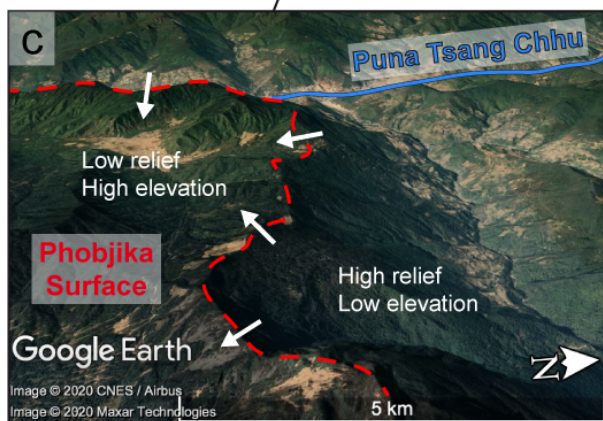 C
Puna Tsang Chhu
Low relief
High elevation
Phobjika
Surface
High relief
Low elevation
Google Earth
N
Image © 2020 CNES / Airbus
Image © 2020 Maxar Technologies
5 km